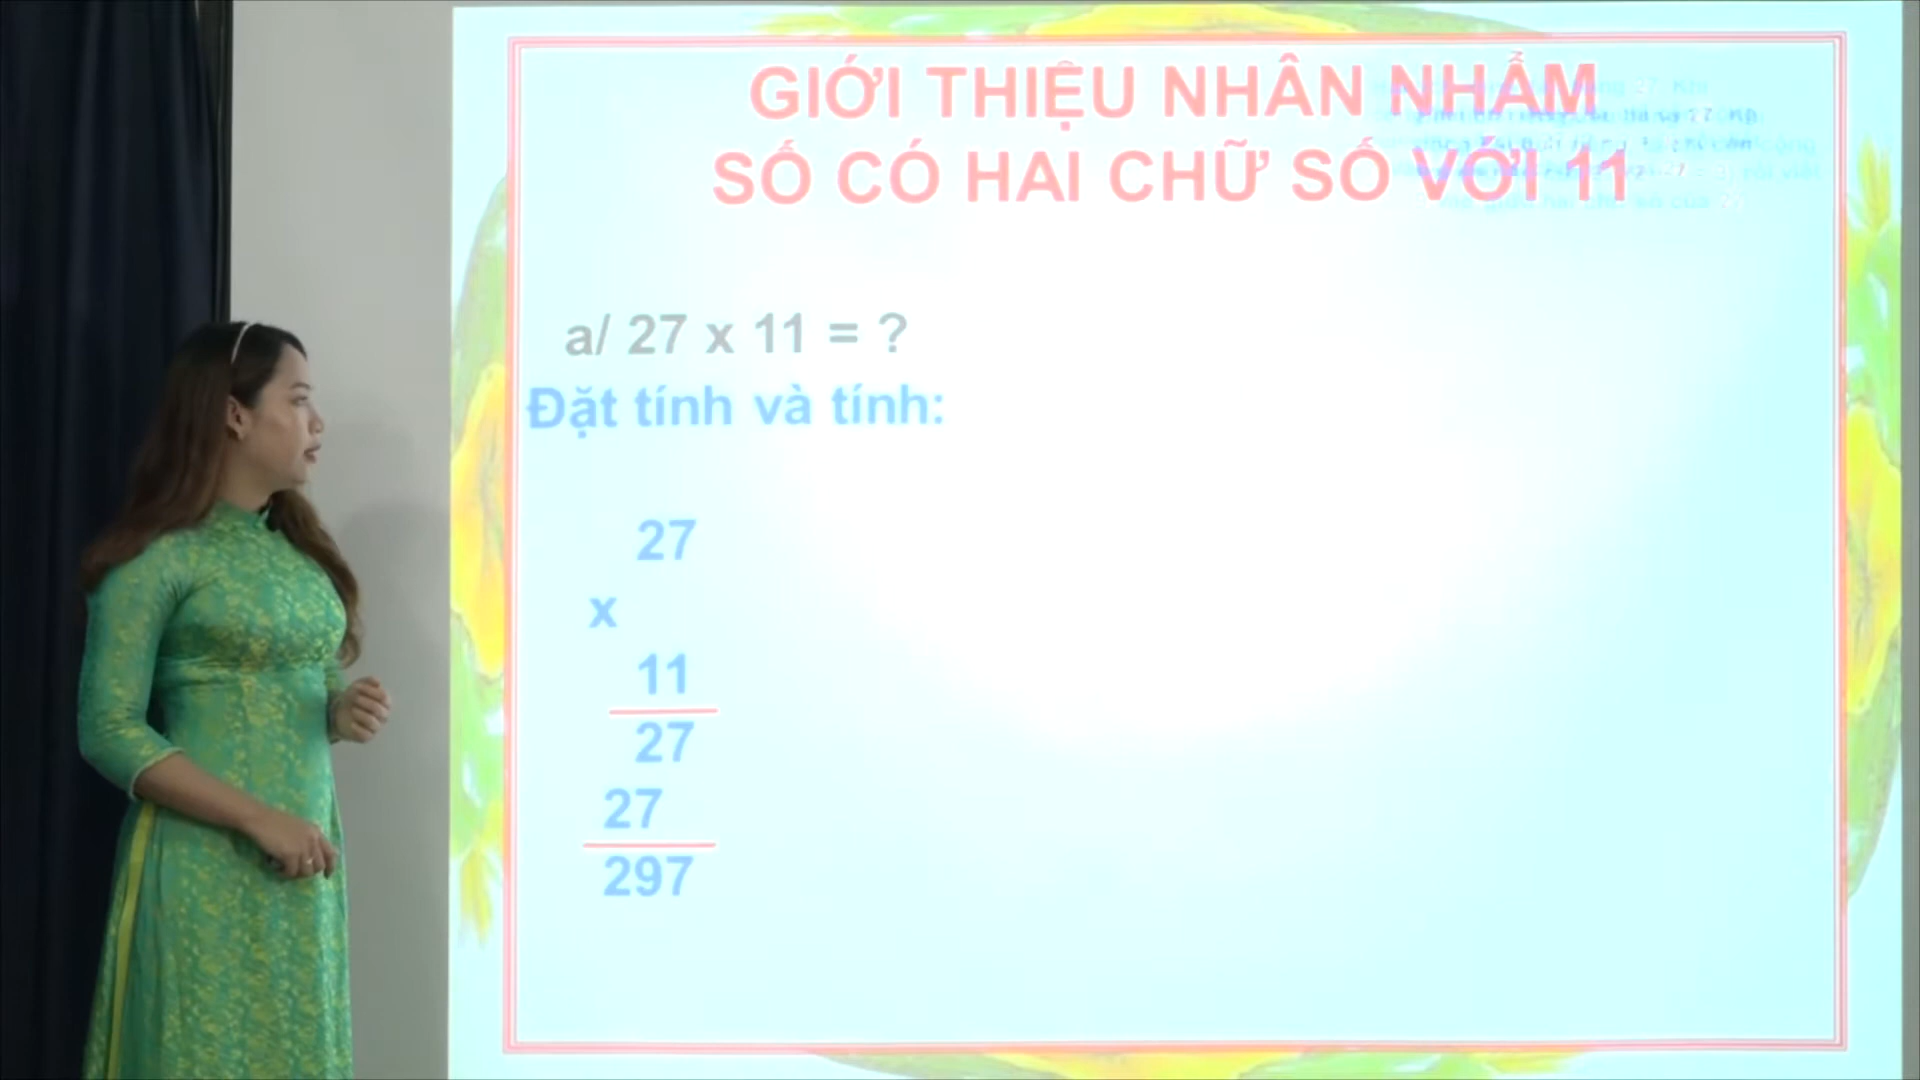 GIỚI THIỆU NHÂN NHẨM
SỐ CÓ HAI CHỮ SỐ VỚI 11
a/ 27 x 11 = ?
Đặt tính và tính:
27
x
11
27
27
297